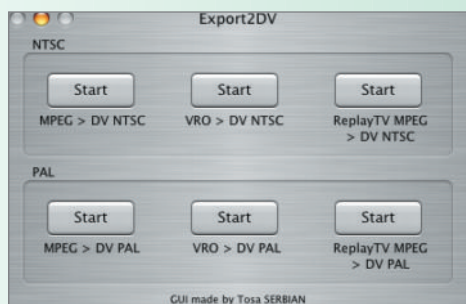 Export2DV
NTSC
Start Start Start
MPEG > DV NTSC VRO > DV NTSC ReplayTV MPEG
> DV NTSC
PAL
Start Start Start
MPEG > DV PAL VRO > DV PAL ReplayTV MPEG
> DV PAL
GUI made by Tosa SERBIAN